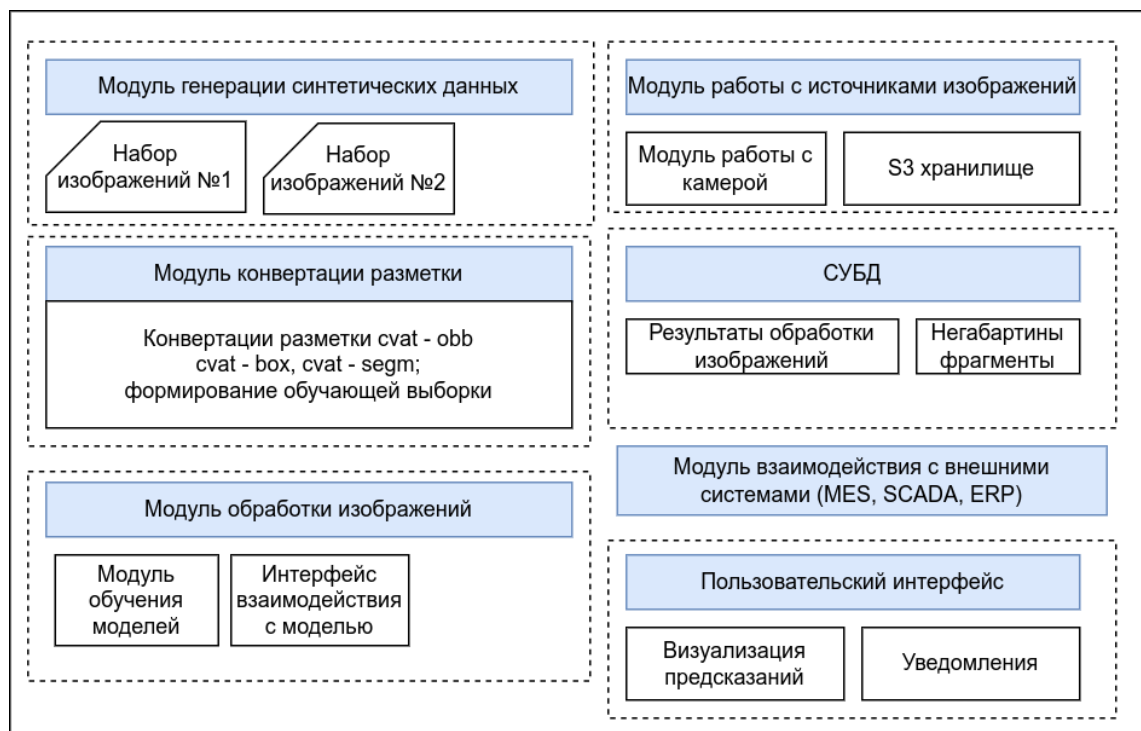 Модуль генерации синтетических данных
Набор
изображений №1
Набор
изображений №2
Модуль конвертации разметки
Конвертации разметки cvat - obb
cvat - box, cvat - segm;
формирование обучающей выборки
Модуль обработки изображений
Модуль
обучения
моделей
Интерфейс
взаимодействия
с моделью
Модуль работы с источниками изображений
Модуль работы с
камерой
S3 хранилище
СУБД
Результаты обработки
изображений
Негабартины
фрагменты
Модуль взаимодействия с внешними
системами (MES, SCADA, ERP)
Пользовательский интерфейс
Визуализация
предсказаний
Уведомления